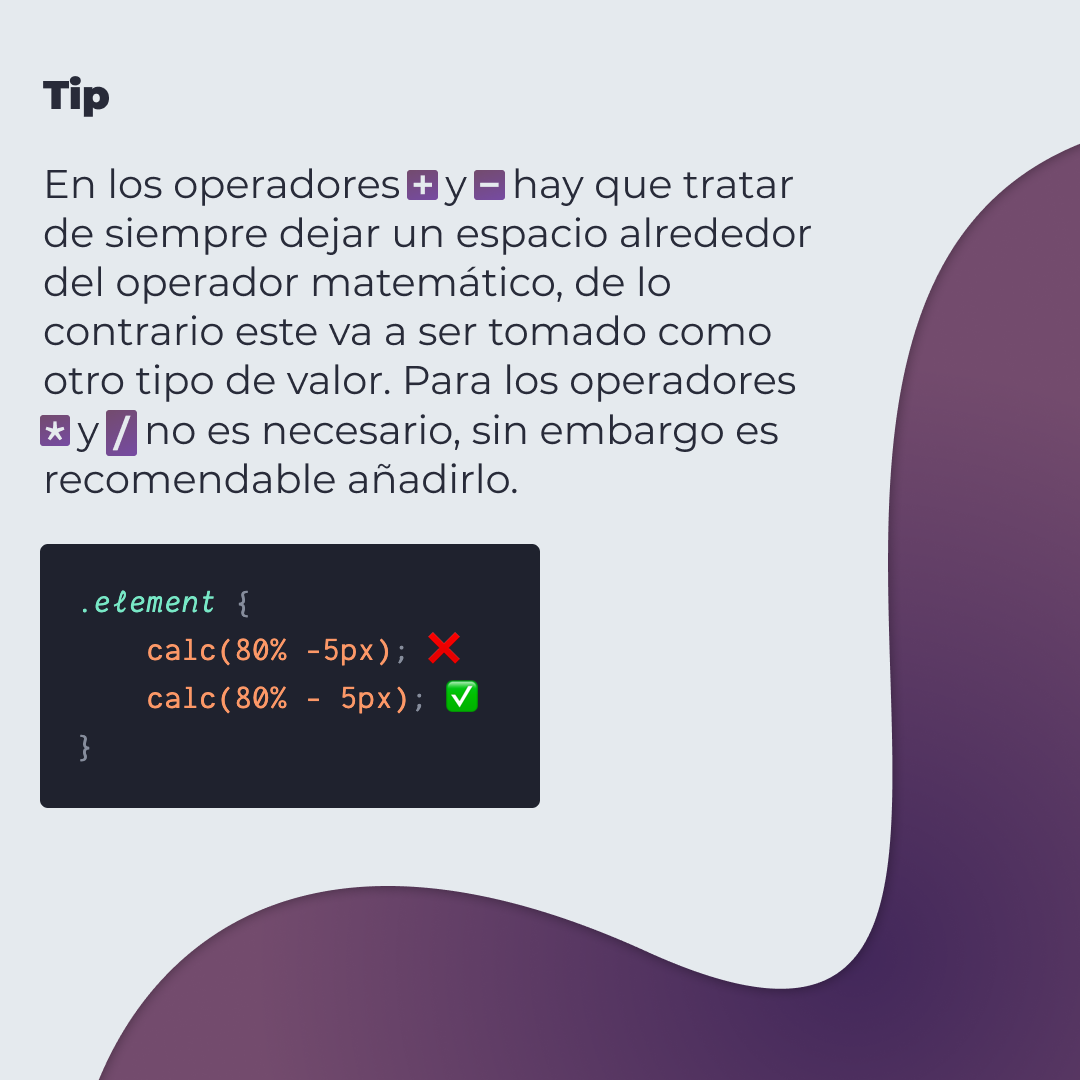 Tip
En los operadores + y - hay que tratar
de siempre dejar un espacio alrededor
del operador matemático, de lo
contrario este va a ser tomado como
otro tipo de valor. Para los operadores
* y / no es necesario, sin embargo es
recomendable añadirlo.
.element {
    calc(80% -5px); ❌
    calc(80% - 5px); ✅
}